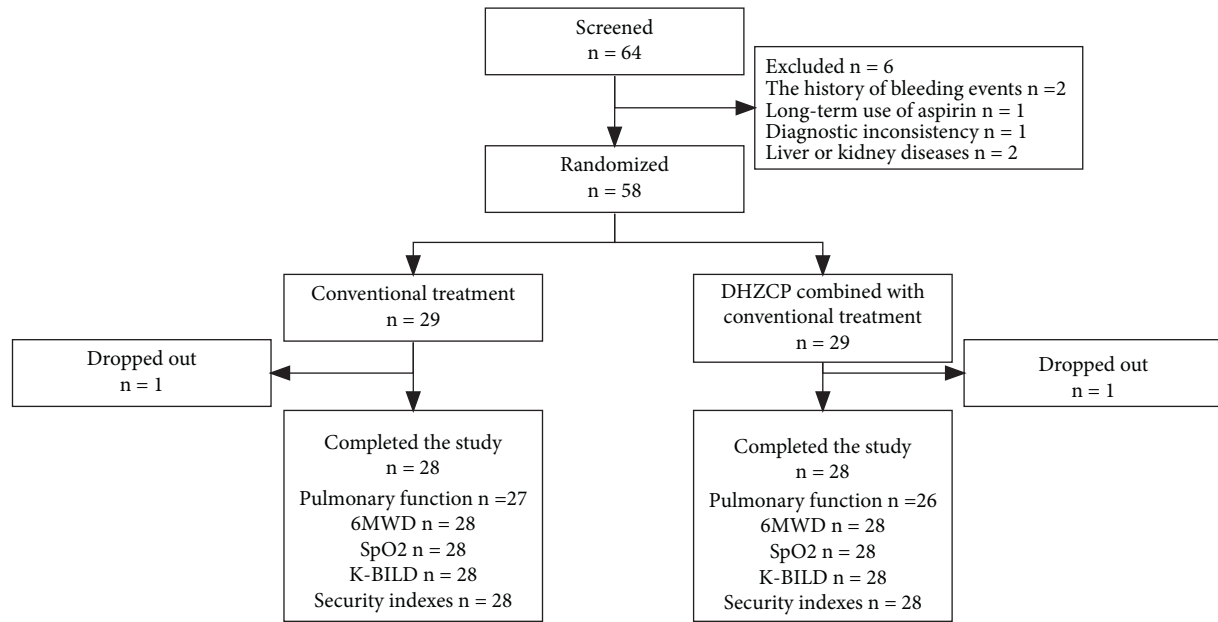 Screened
n = 64
Excluded n = 6
The history of bleeding events n =2
Long-term use of aspirin n = 1
Diagnostic inconsistency n = 1
Liver or kidney diseases n = 2
Randomized
n = 58
Conventional treatment
n = 29
DHZCP combined with
conventional treatment
n = 29
Dropped out
n = 1
Dropped out
n = 1
Completed the study
n = 28
Pulmonary function n =27
6MWD n = 28
SpO2 n = 28
K-BILD n = 28
Security indexes n = 28
Completed the study
n = 28
Pulmonary function n =26
6MWD n = 28
SpO2 n = 28
K-BILD n = 28
Security indexes n = 28